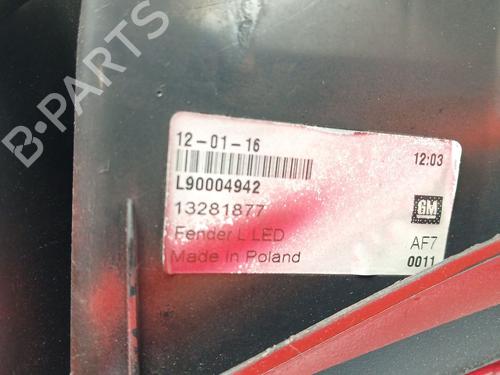 B-PARTS
12-01-16
12:03
L90004942
13281877
GM
Fender L LED
AF7
Made in Poland
0011